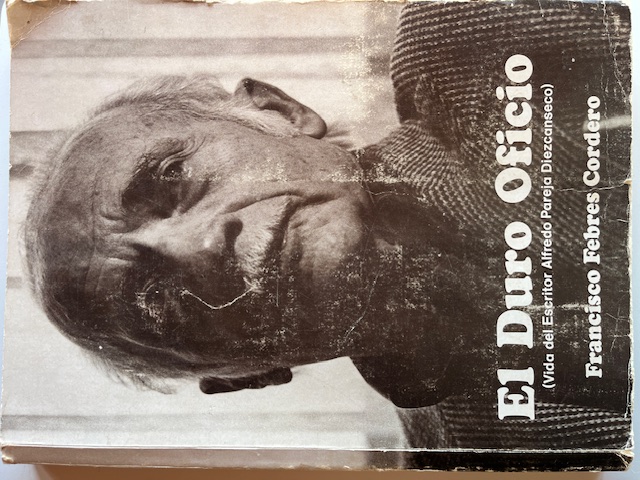 El Duro Oficio
(Vida del Escritor Alfredo Pareja Diezcanseco)
Francisco Febres Cordero